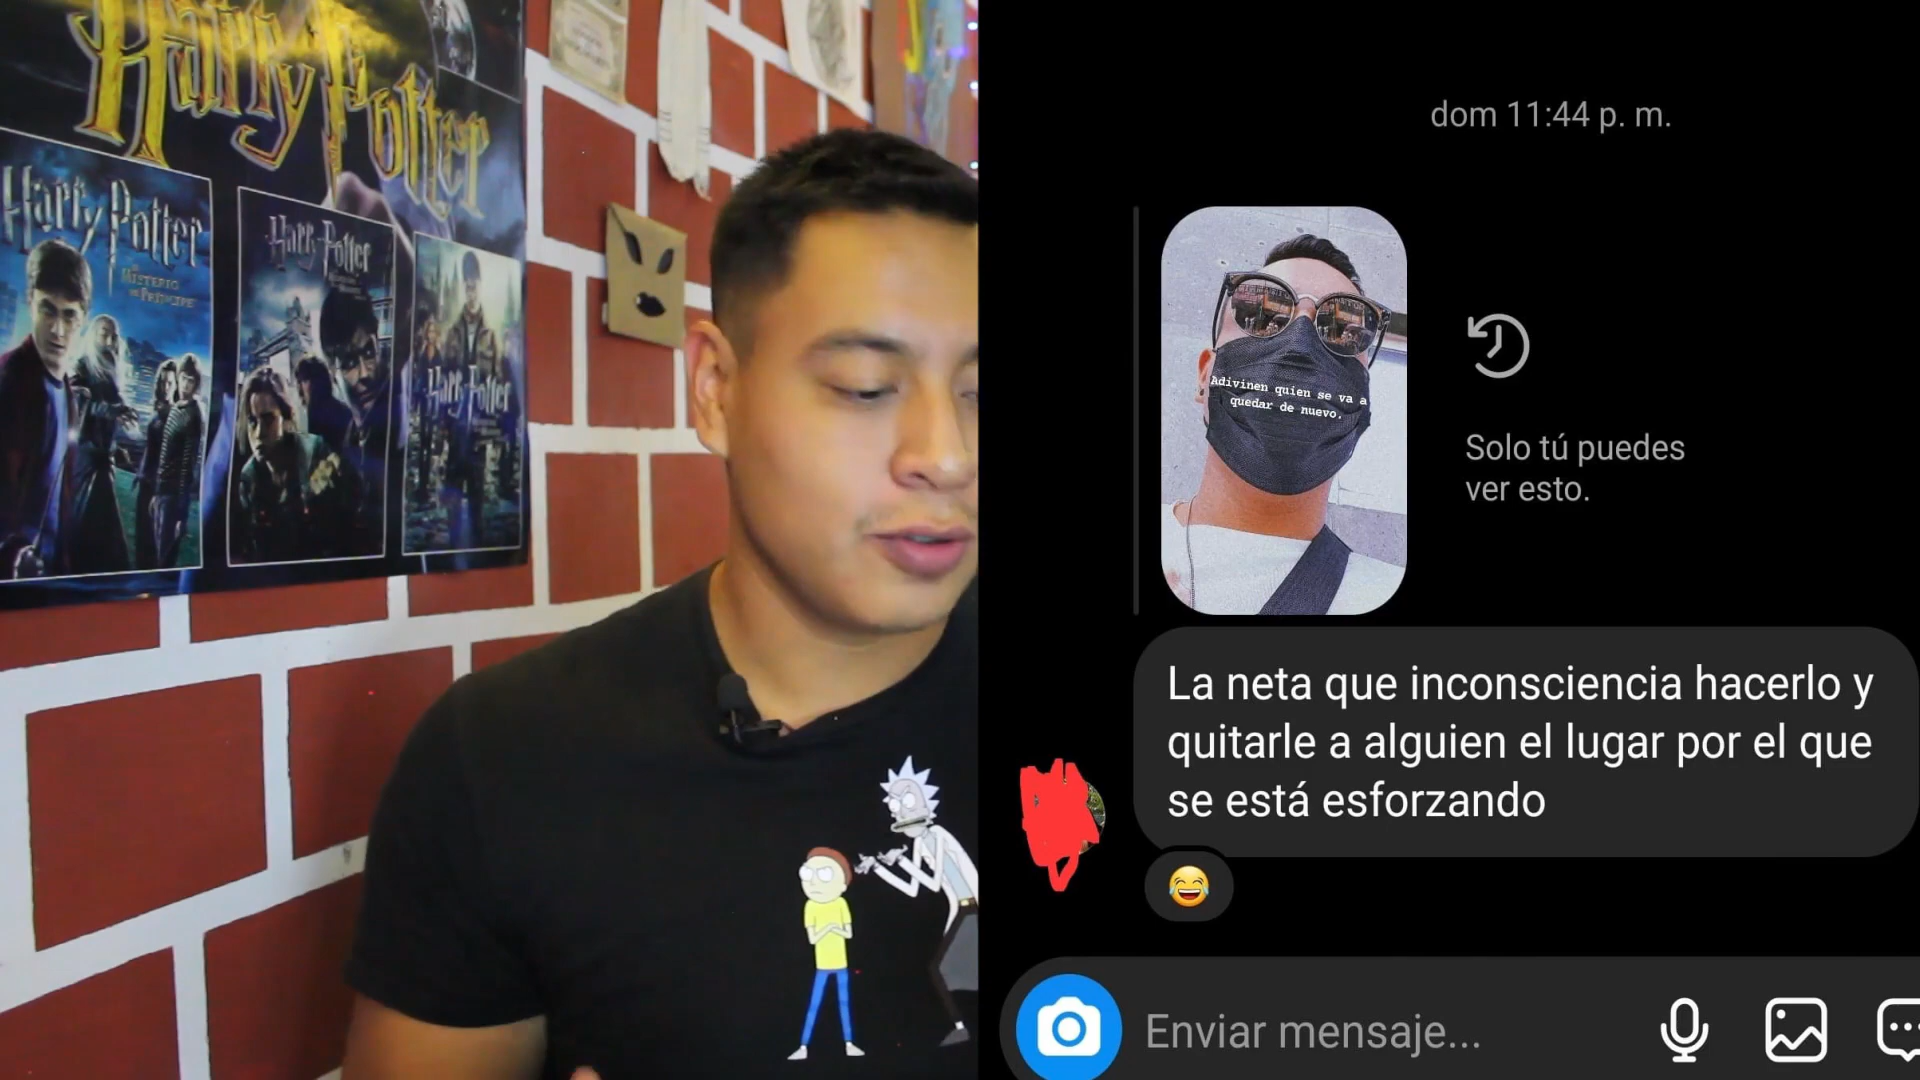 Harry Potter
Harry Potter
MISTERIO
DEL PRÍNCIPE
Harry Potter
Harry Potter
dom 11:44 p. m.
Adivinen quien se va a
quedar de nuevo.
Solo tú puedes
ver esto.
La neta que inconsciencia hacerlo y
quitarle a alguien el lugar por el que
se está esforzando
Enviar mensaje...